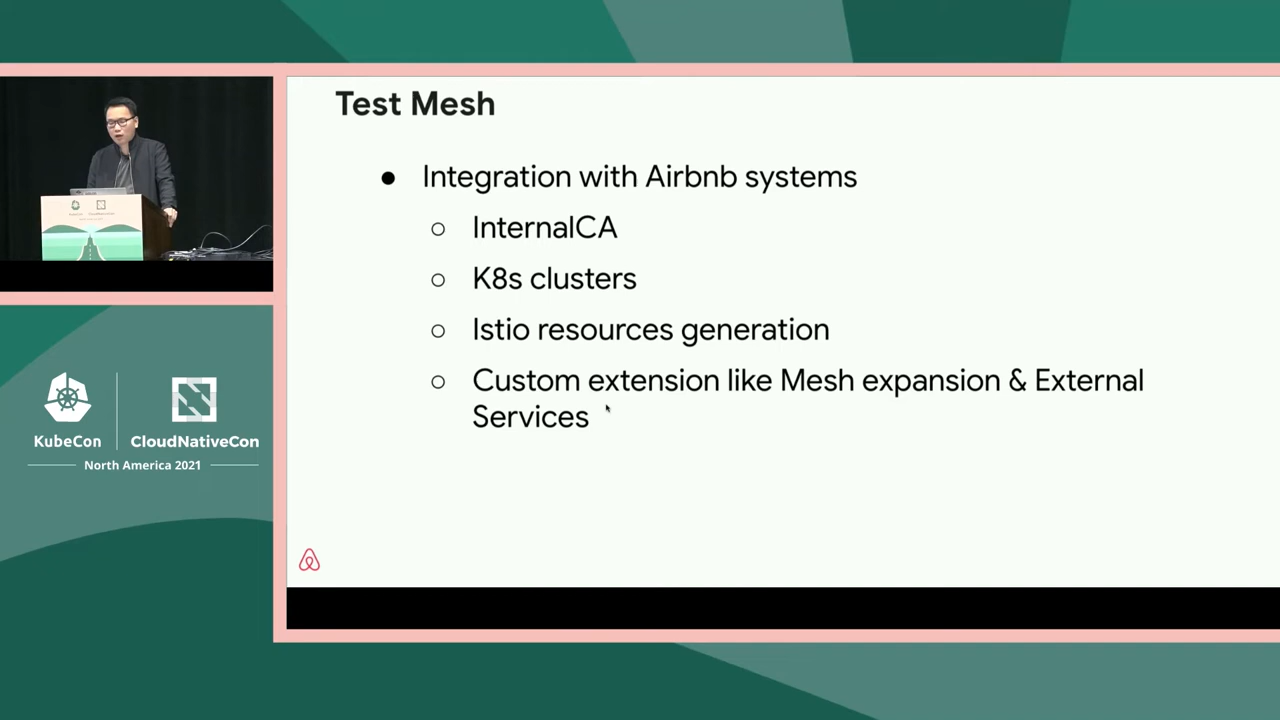 Test Mesh
● Integration with Airbnb systems
○ InternalCA
○ K8s clusters
○ Istio resources generation
○ Custom extension like Mesh expansion & External
Services
KubeCon
CloudNativeCon
North America 2021